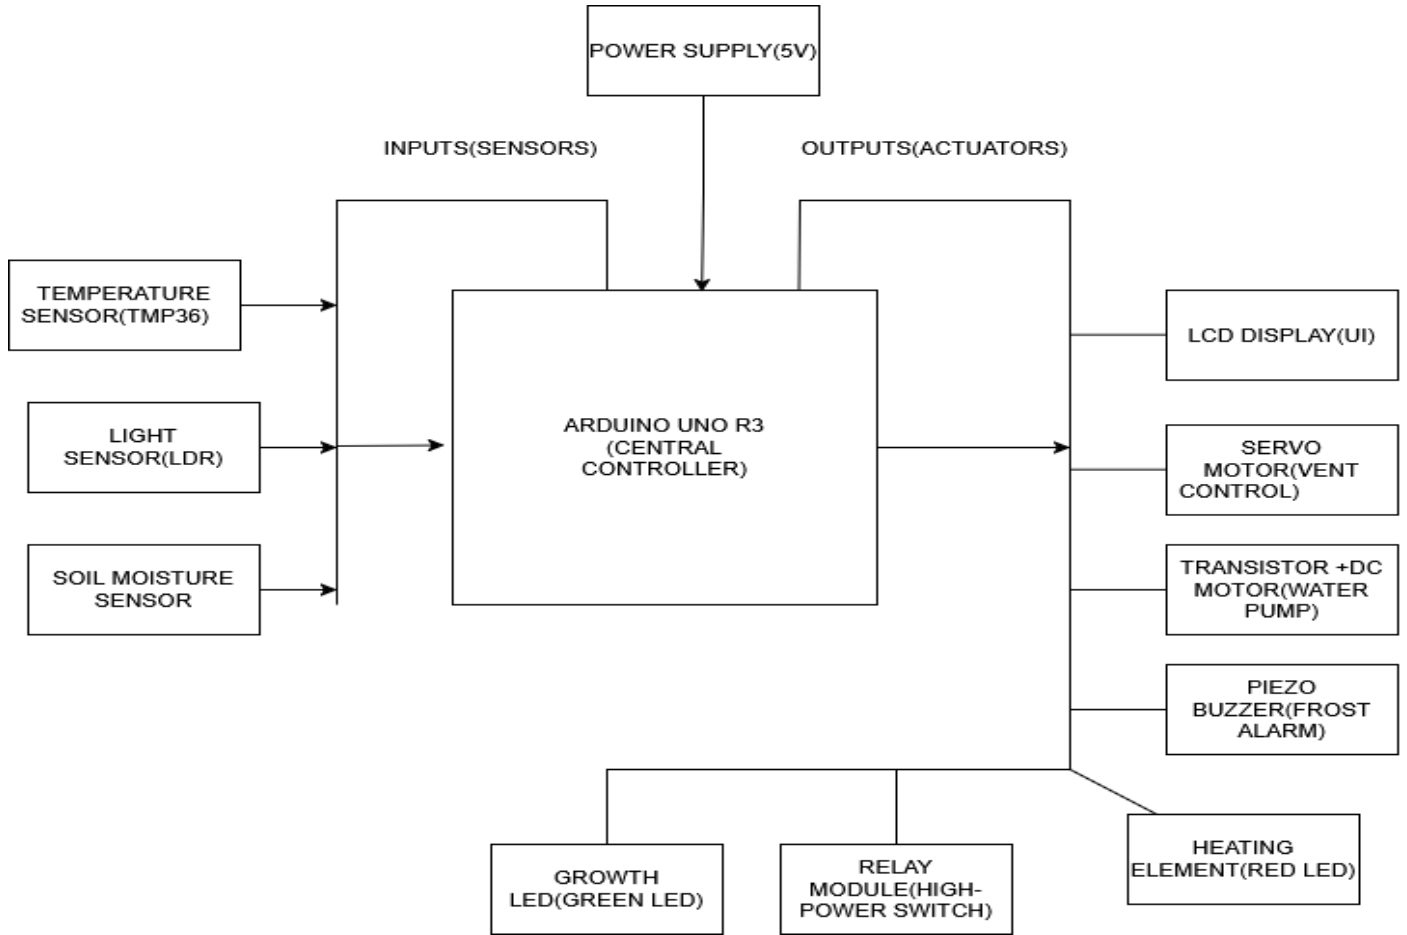 POWER SUPPLY(5V)
INPUTS(SENSORS)
OUTPUTS(ACTUATORS)
TEMPERATURE
SENSOR(TMP36)
LIGHT
SENSOR(LDR)
SOIL MOISTURE
SENSOR
ARDUINO UNO R3
(CENTRAL
CONTROLLER)
LCD DISPLAY(UI)
SERVO
MOTOR(VENT
CONTROL)
TRANSISTOR +DC
MOTOR(WATER
PUMP)
PIEZO
BUZZER(FROST
ALARM)
GROWTH
LED(GREEN LED)
RELAY
MODULE(HIGH-
POWER SWITCH)
HEATING
ELEMENT(RED LED)